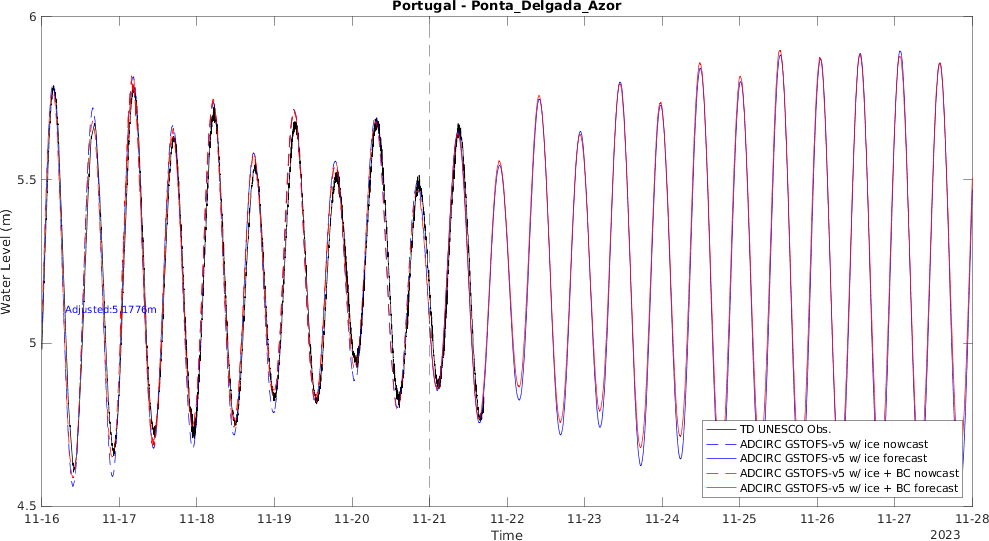 Portugal - Ponta_Delgada_Azor
6
5.5
5
4.5
Water Level (m)
Adjusted:5.1776m
TD UNESCO Obs.
ADCIRC GSTOFS-v5 w/ ice nowcast
ADCIRC GSTOFS-v5 w/ ice forecast
ADCIRC GSTOFS-v5 w/ ice + BC nowcast
ADCIRC GSTOFS-v5 w/ ice + BC forecast
11-16 11-17 11-18 11-19 11-20 11-21 11-22 11-23 11-24 11-25 11-26 11-27 11-28
Time
2023